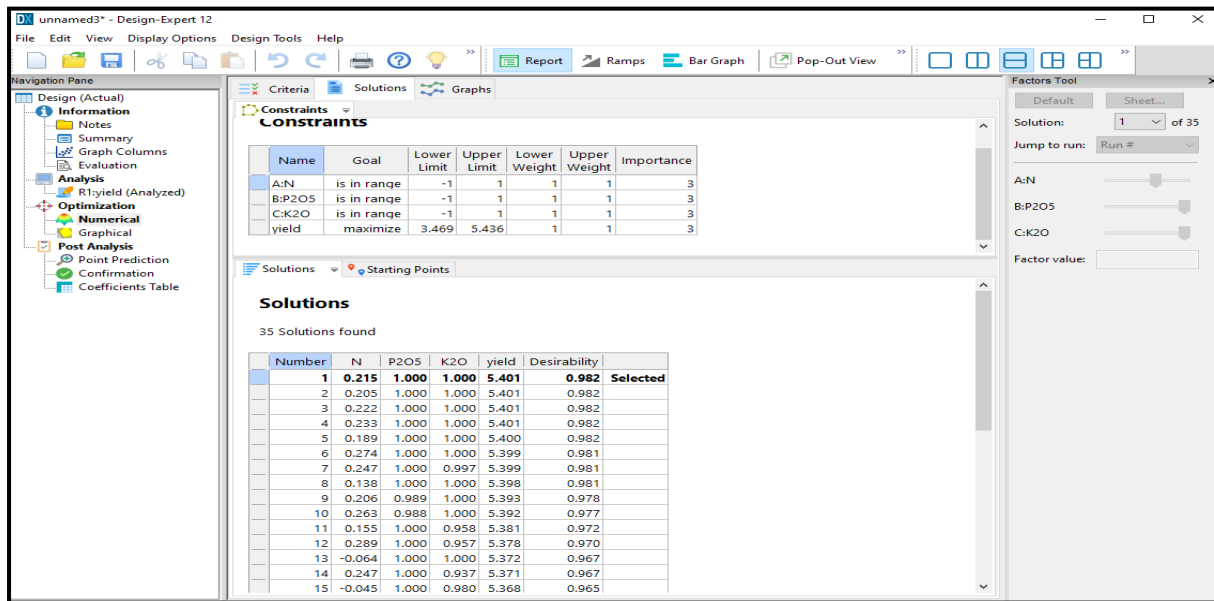 DX unnamed3* - Design-Expert 12
File Edit View Display Options Design Tools Help
» Report Ramps Bar Graph Pop-Out View » »
Navigation Pane
Design (Actual)
Information
Notes
Summary
Graph Columns
Evaluation
Analysis
R1:yield (Analyzed)
Optimization
Numerical
Graphical
Post Analysis
Point Prediction
Confirmation
Coefficients Table
Criteria Solutions Graphs
Constraints
Constraints
Name Goal Lower Limit Upper Limit Lower Weight Upper Weight Importance
A:N is in range -1 1 1 1 3
B:P2O5 is in range -1 1 1 1 3
C:K2O is in range -1 1 1 1 3
yield maximize 3.469 5.436 1 1 3
Solutions Starting Points
Solutions
35 Solutions found
Number N P2O5 K2O yield Desirability
1 0.215 1.000 1.000 5.401 0.982 Selected
2 0.205 1.000 1.000 5.401 0.982
3 0.222 1.000 1.000 5.401 0.982
4 0.233 1.000 1.000 5.401 0.982
5 0.189 1.000 1.000 5.400 0.982
6 0.274 1.000 1.000 5.399 0.981
7 0.247 1.000 0.997 5.399 0.981
8 0.138 1.000 1.000 5.398 0.981
9 0.206 0.989 1.000 5.393 0.978
10 0.263 0.988 1.000 5.392 0.977
11 0.155 1.000 0.958 5.381 0.972
12 0.289 1.000 0.957 5.378 0.970
13 -0.064 1.000 1.000 5.372 0.967
14 0.247 1.000 0.937 5.371 0.967
15 -0.045 1.000 0.980 5.368 0.965
Factors Tool
Default Sheet...
Solution: 1 of 35
Jump to run: Run #
A:N
B:P2O5
C:K2O
Factor value: